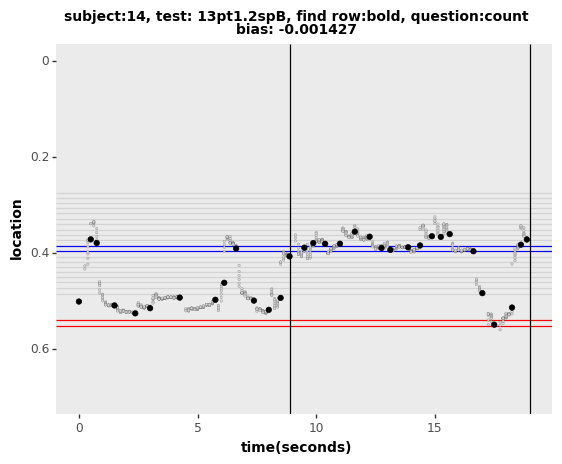 subject:14, test: 13pt1.2spB, find row:bold, question:count
bias: -0.001427
0
0.2
0.4
0.6
location
0
5
10
15
time(seconds)